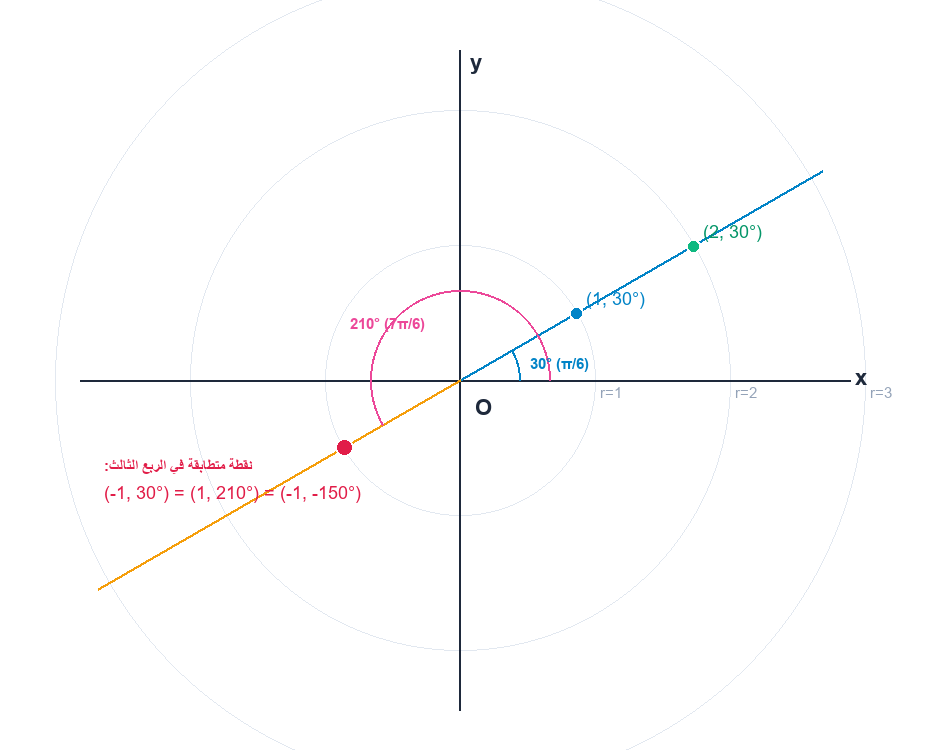 y
(2, 30°)
(1, 30°)
210° (7π/6)
30° (π/6)
x
r=1
r=2
r=3
O
نقطة متطابقة في الربع الثالث:
(-1, 30°) = (1, 210°) = (-1, -150°)